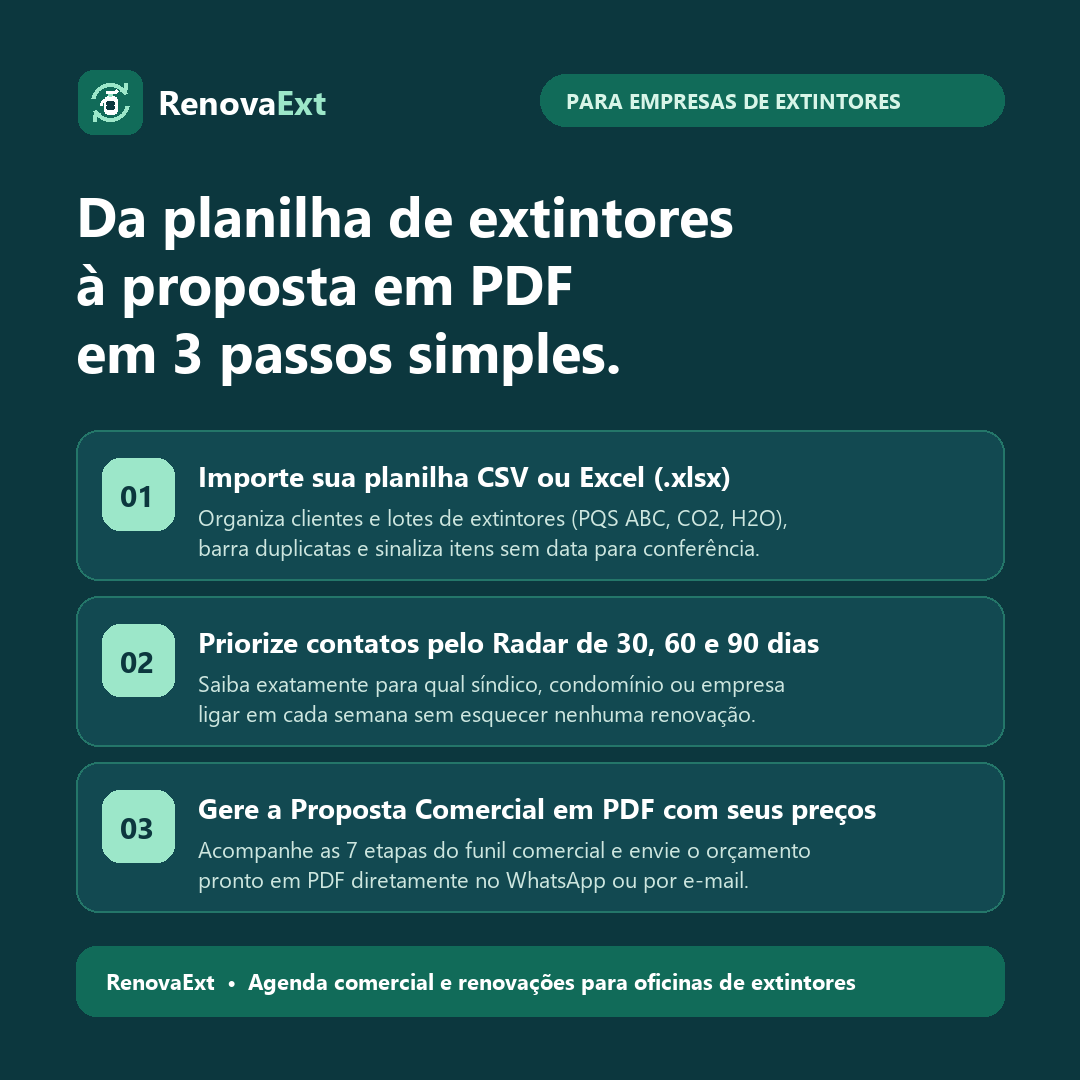 RenovaExt
PARA EMPRESAS DE EXTINTORES
Da planilha de extintores
à proposta em PDF
em 3 passos simples.
01
Importe sua planilha CSV ou Excel (.xlsx)
Organiza clientes e lotes de extintores (PQS ABC, CO2, H2O),
barra duplicatas e sinaliza itens sem data para conferência.
02
Priorize contatos pelo Radar de 30, 60 e 90 dias
Saiba exatamente para qual síndico, condomínio ou empresa
ligar em cada semana sem esquecer nenhuma renovação.
03
Gere a Proposta Comercial em PDF com seus preços
Acompanhe as 7 etapas do funil comercial e envie o orçamento
pronto em PDF diretamente no WhatsApp ou por e-mail.
RenovaExt • Agenda comercial e renovações para oficinas de extintores